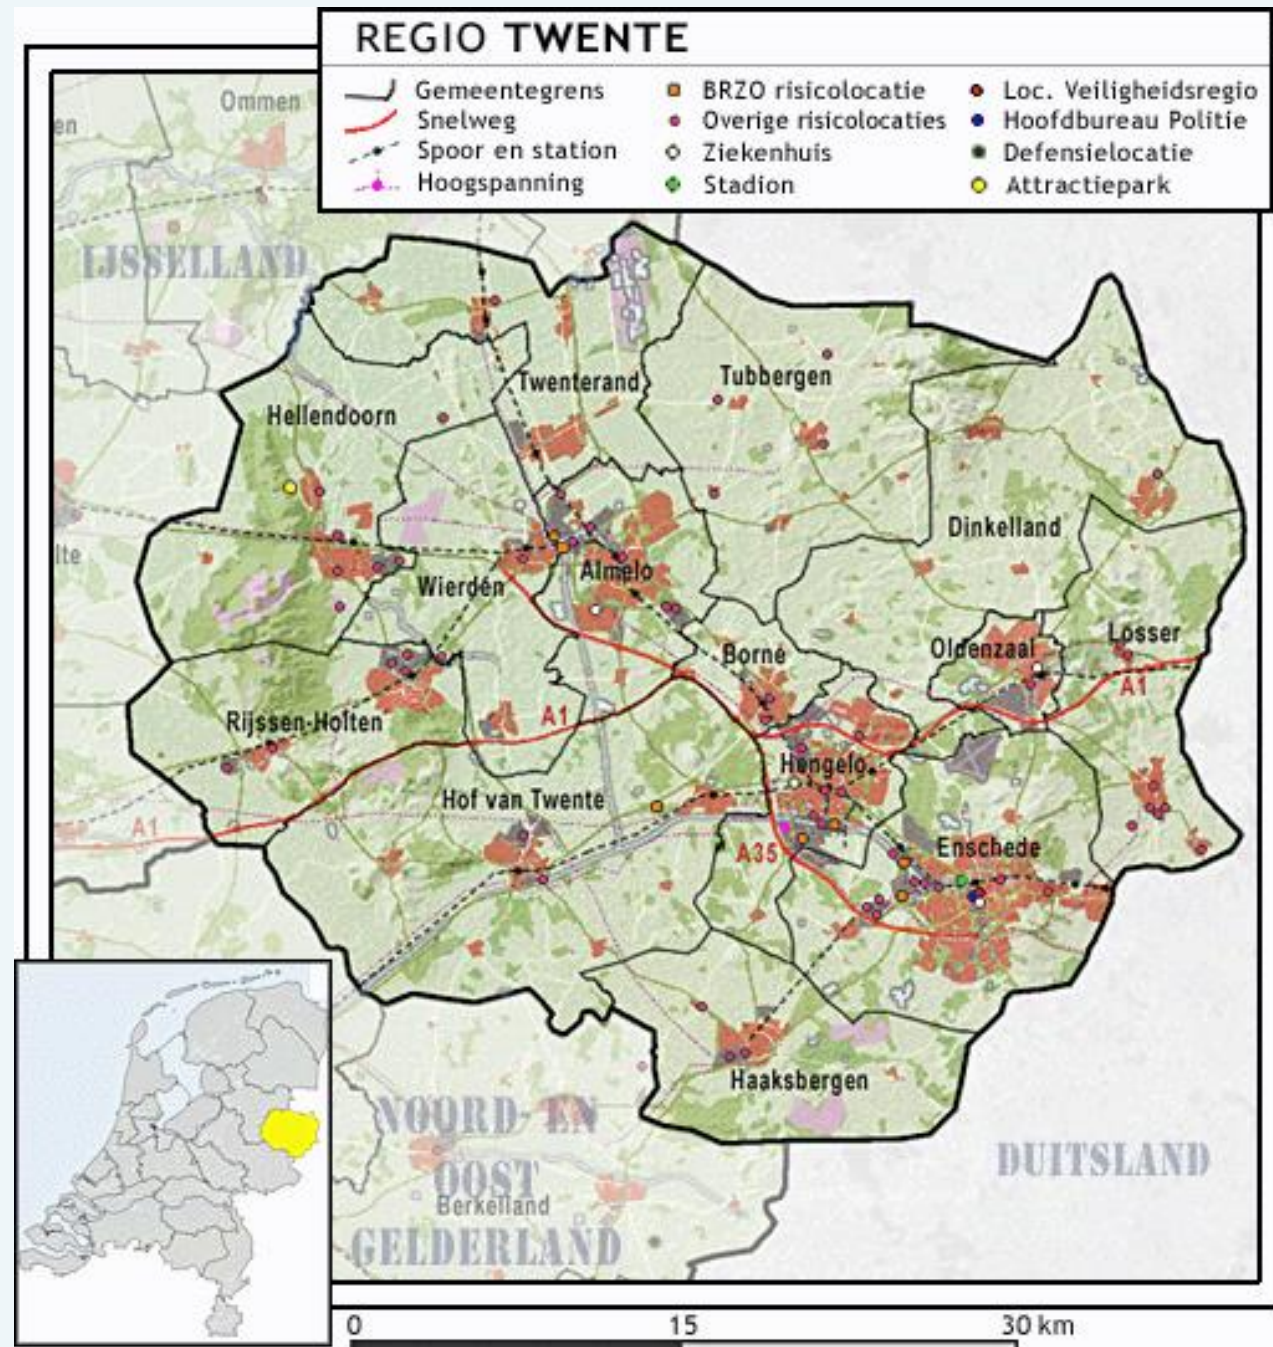 REGIO TWENTE
Gemeentegrens
Snelweg
Spoor en station
Hoogspanning
BRZO risicolocatie
Overige risicolocaties
Ziekenhuis
Stadion
Loc. Veiligheidsregio
Hoofdbureau Politie
Defensielocatie
Attractiepark
Ommen
en
IJSSELLAND
Twenterand
Tubbergen
Hellendoorn
Dinkelland
lte
Almelo
Wierden
Borne
Oldenzaal
Losser
A1
Rijssen-Holten
A1
Hengelo
Hof van Twente
A1
A35
Enschede
Haaksbergen
NOORD- EN
OOST
Berkelland
GELDERLAND
DUITSLAND
0 15 30 km